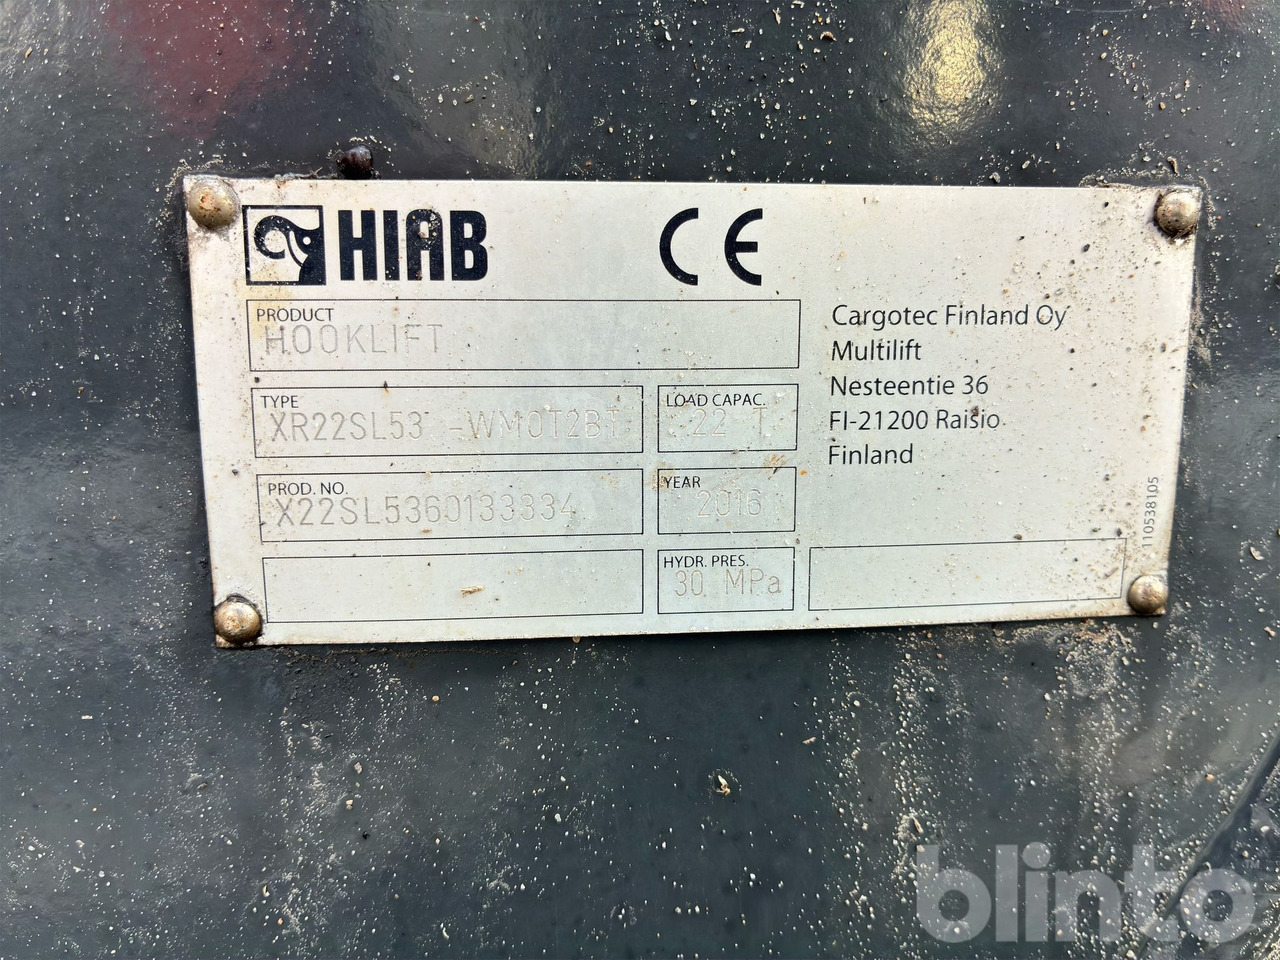 HIAB
CE
PRODUCT
HOOKLIFT
TYPE
XR22SL53 -WM0T2BT
LOAD CAPAC.
22 T
PROD. NO.
X22SL5360133334
YEAR
2016
HYDR. PRES.
30 MPa
Cargotec Finland Oy
Multilift
Nesteentie 36
FI-21200 Raisio
Finland
110538105
blinto